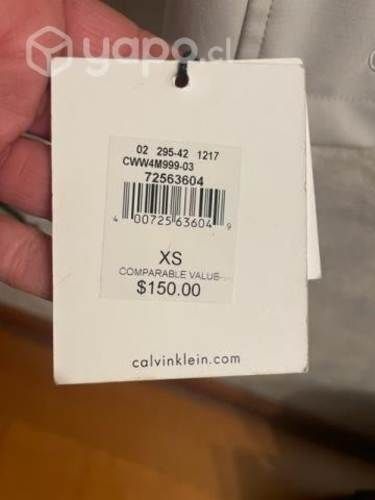 yapo.cl
02 295-42 1217
CWW4M999-03
72563604
4 00725 63604 9
XS
COMPARABLE VALUE
$150.00
calvinklein.com